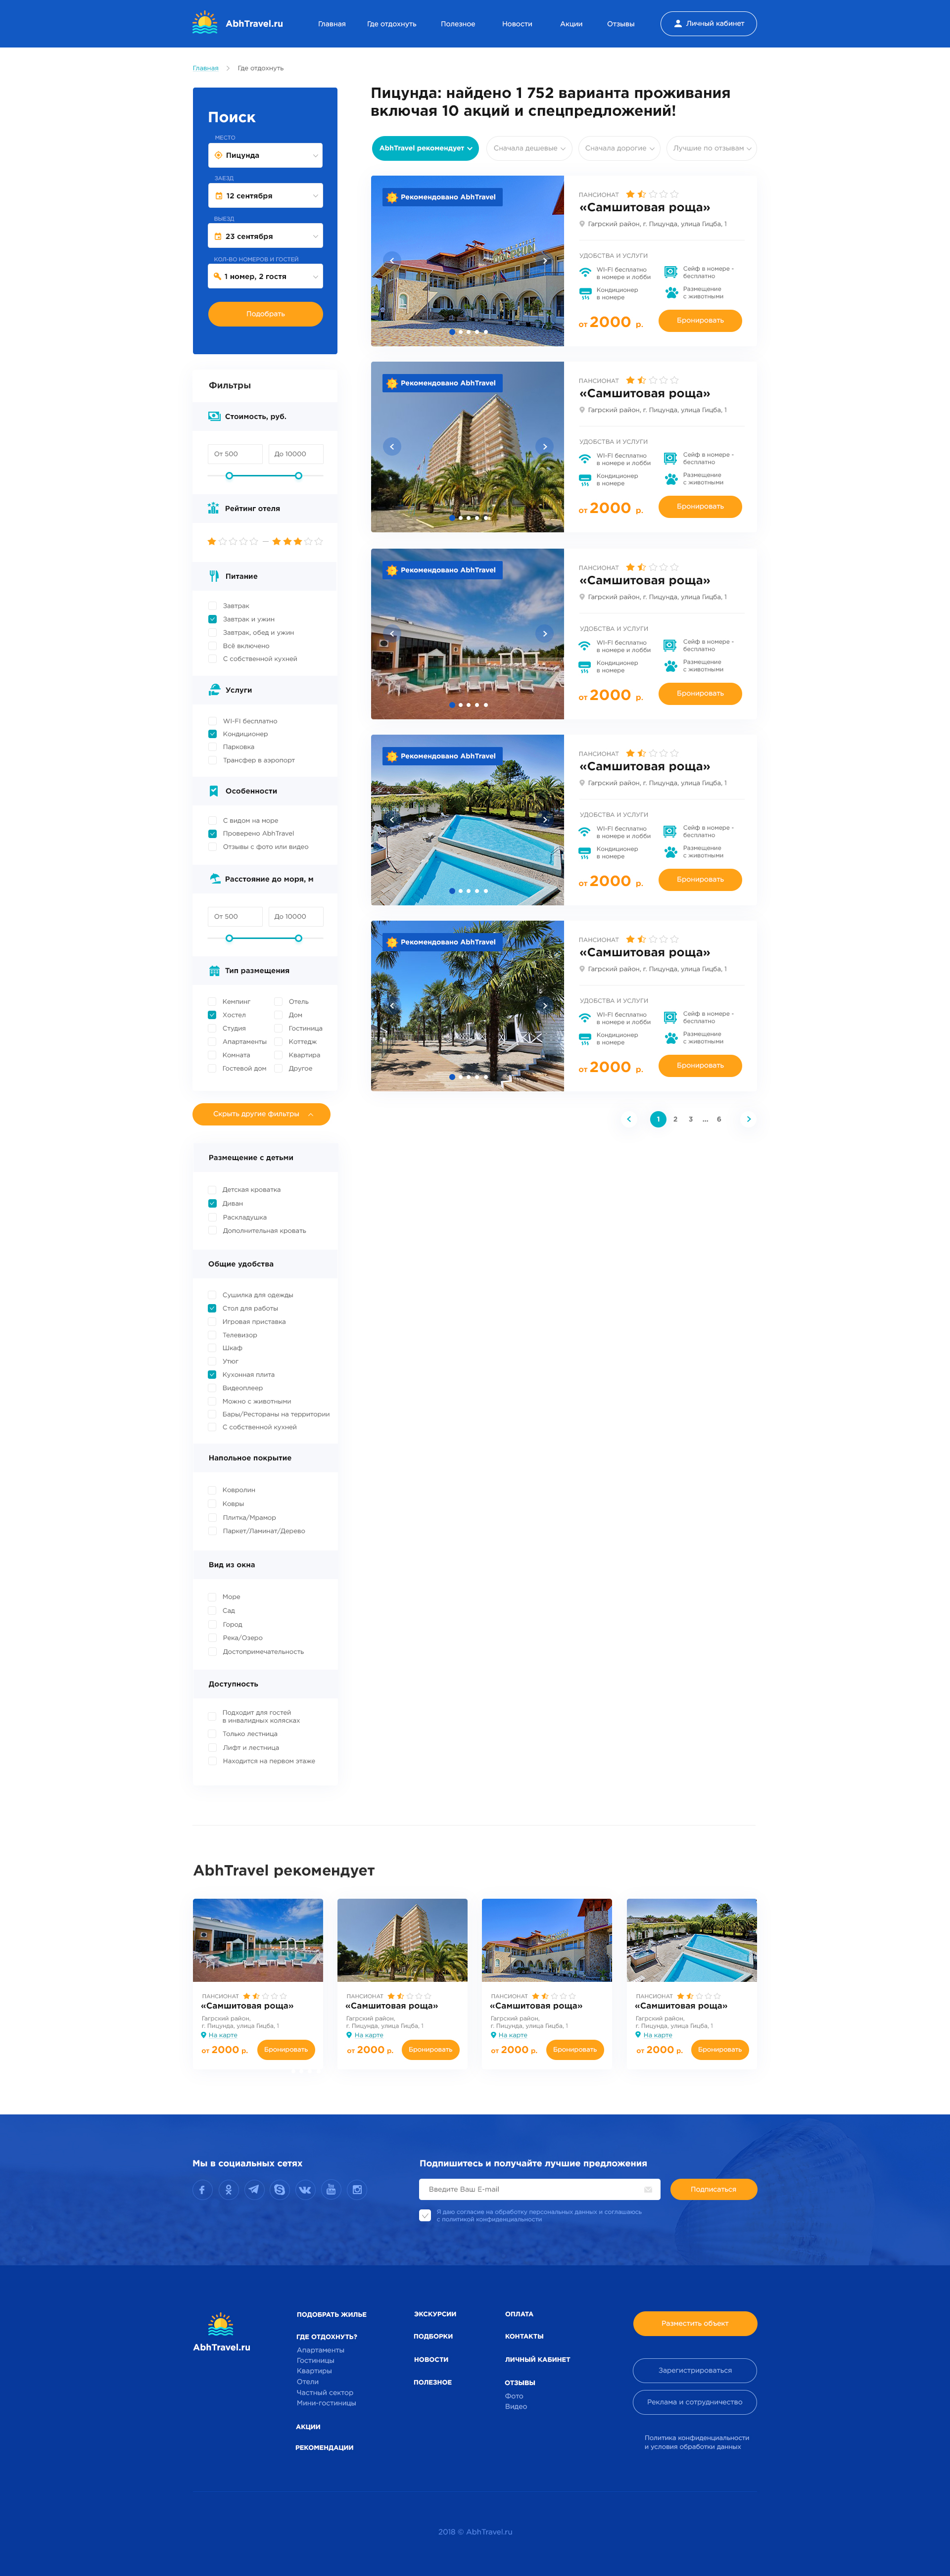 AbhTravel.ru
Главная
Где отдохнуть
Полезное
Новости
Акции
Отзывы
Личный кабинет
Главная
Где отдохнуть
Поиск
МЕСТО
Пицунда
ЗАЕЗД
12 сентября
ВЫЕЗД
23 сентября
КОЛ-ВО НОМЕРОВ И ГОСТЕЙ
1 номер, 2 гостя
Подобрать
Фильтры
Стоимость, руб.
От 500
До 10000
Рейтинг отеля
Питание
Завтрак
Завтрак и ужин
Завтрак, обед и ужин
Всё включено
С собственной кухней
Услуги
WI-FI бесплатно
Кондиционер
Парковка
Трансфер в аэропорт
Особенности
С видом на море
Проверено AbhTravel
Отзывы с фото или видео
Расстояние до моря, м
От 500
До 10000
Тип размещения
Кемпинг
Отель
Хостел
Дом
Студия
Гостиница
Апартаменты
Коттедж
Комната
Квартира
Гостевой дом
Другое
Скрыть другие фильтры
Размещение с детьми
Детская кроватка
Диван
Раскладушка
Дополнительная кровать
Общие удобства
Сушилка для одежды
Стол для работы
Игровая приставка
Телевизор
Шкаф
Утюг
Кухонная плита
Видеоплеер
Можно с животными
Бары/Рестораны на территории
С собственной кухней
Напольное покрытие
Ковролин
Ковры
Плитка/Мрамор
Паркет/Ламинат/Дерево
Вид из окна
Море
Сад
Город
Река/Озеро
Достопримечательность
Доступность
Подходит для гостей
в инвалидных колясках
Только лестница
Лифт и лестница
Находится на первом этаже
Пицунда: найдено 1 752 варианта проживания
включая 10 акций и спецпредложений!
AbhTravel рекомендует
Сначала дешевые
Сначала дорогие
Лучшие по отзывам
Рекомендовано AbhTravel
ПАНСИОНАТ
«Самшитовая роща»
Гагрский район, г. Пицунда, улица Гицба, 1
УДОБСТВА И УСЛУГИ
WI-FI бесплатно
в номере и лобби
Сейф в номере -
бесплатно
Кондиционер
в номере
Размещение
с животными
от 2000 р.
Бронировать
Рекомендовано AbhTravel
ПАНСИОНАТ
«Самшитовая роща»
Гагрский район, г. Пицунда, улица Гицба, 1
УДОБСТВА И УСЛУГИ
WI-FI бесплатно
в номере и лобби
Сейф в номере -
бесплатно
Кондиционер
в номере
Размещение
с животными
от 2000 р.
Бронировать
Рекомендовано AbhTravel
ПАНСИОНАТ
«Самшитовая роща»
Гагрский район, г. Пицунда, улица Гицба, 1
УДОБСТВА И УСЛУГИ
WI-FI бесплатно
в номере и лобби
Сейф в номере -
бесплатно
Кондиционер
в номере
Размещение
с животными
от 2000 р.
Бронировать
Рекомендовано AbhTravel
ПАНСИОНАТ
«Самшитовая роща»
Гагрский район, г. Пицунда, улица Гицба, 1
УДОБСТВА И УСЛУГИ
WI-FI бесплатно
в номере и лобби
Сейф в номере -
бесплатно
Кондиционер
в номере
Размещение
с животными
от 2000 р.
Бронировать
Рекомендовано AbhTravel
ПАНСИОНАТ
«Самшитовая роща»
Гагрский район, г. Пицунда, улица Гицба, 1
УДОБСТВА И УСЛУГИ
WI-FI бесплатно
в номере и лобби
Сейф в номере -
бесплатно
Кондиционер
в номере
Размещение
с животными
от 2000 р.
Бронировать
1 2 3 ... 6
AbhTravel рекомендует
ПАНСИОНАТ
«Самшитовая роща»
Гагрский район,
г. Пицунда, улица Гицба, 1
На карте
от 2000 р.
Бронировать
ПАНСИОНАТ
«Самшитовая роща»
Гагрский район,
г. Пицунда, улица Гицба, 1
На карте
от 2000 р.
Бронировать
ПАНСИОНАТ
«Самшитовая роща»
Гагрский район,
г. Пицунда, улица Гицба, 1
На карте
от 2000 р.
Бронировать
ПАНСИОНАТ
«Самшитовая роща»
Гагрский район,
г. Пицунда, улица Гицба, 1
На карте
от 2000 р.
Бронировать
Мы в социальных сетях
Подпишитесь и получайте лучшие предложения
Введите Ваш E-mail
Подписаться
Я даю согласие на обработку персональных данных и соглашаюсь
с политикой конфиденциальности
AbhTravel.ru
ПОДОБРАТЬ ЖИЛЬЕ
ГДЕ ОТДОХНУТЬ?
Апартаменты
Гостиницы
Квартиры
Отели
Частный сектор
Мини-гостиницы
АКЦИИ
РЕКОМЕНДАЦИИ
ЭКСКУРСИИ
ПОДБОРКИ
НОВОСТИ
ПОЛЕЗНОЕ
ОПЛАТА
КОНТАКТЫ
ЛИЧНЫЙ КАБИНЕТ
ОТЗЫВЫ
Фото
Видео
Разместить объект
Зарегистрироваться
Реклама и сотрудничество
Политика конфиденциальности
и условия обработки данных
2018 © AbhTravel.ru